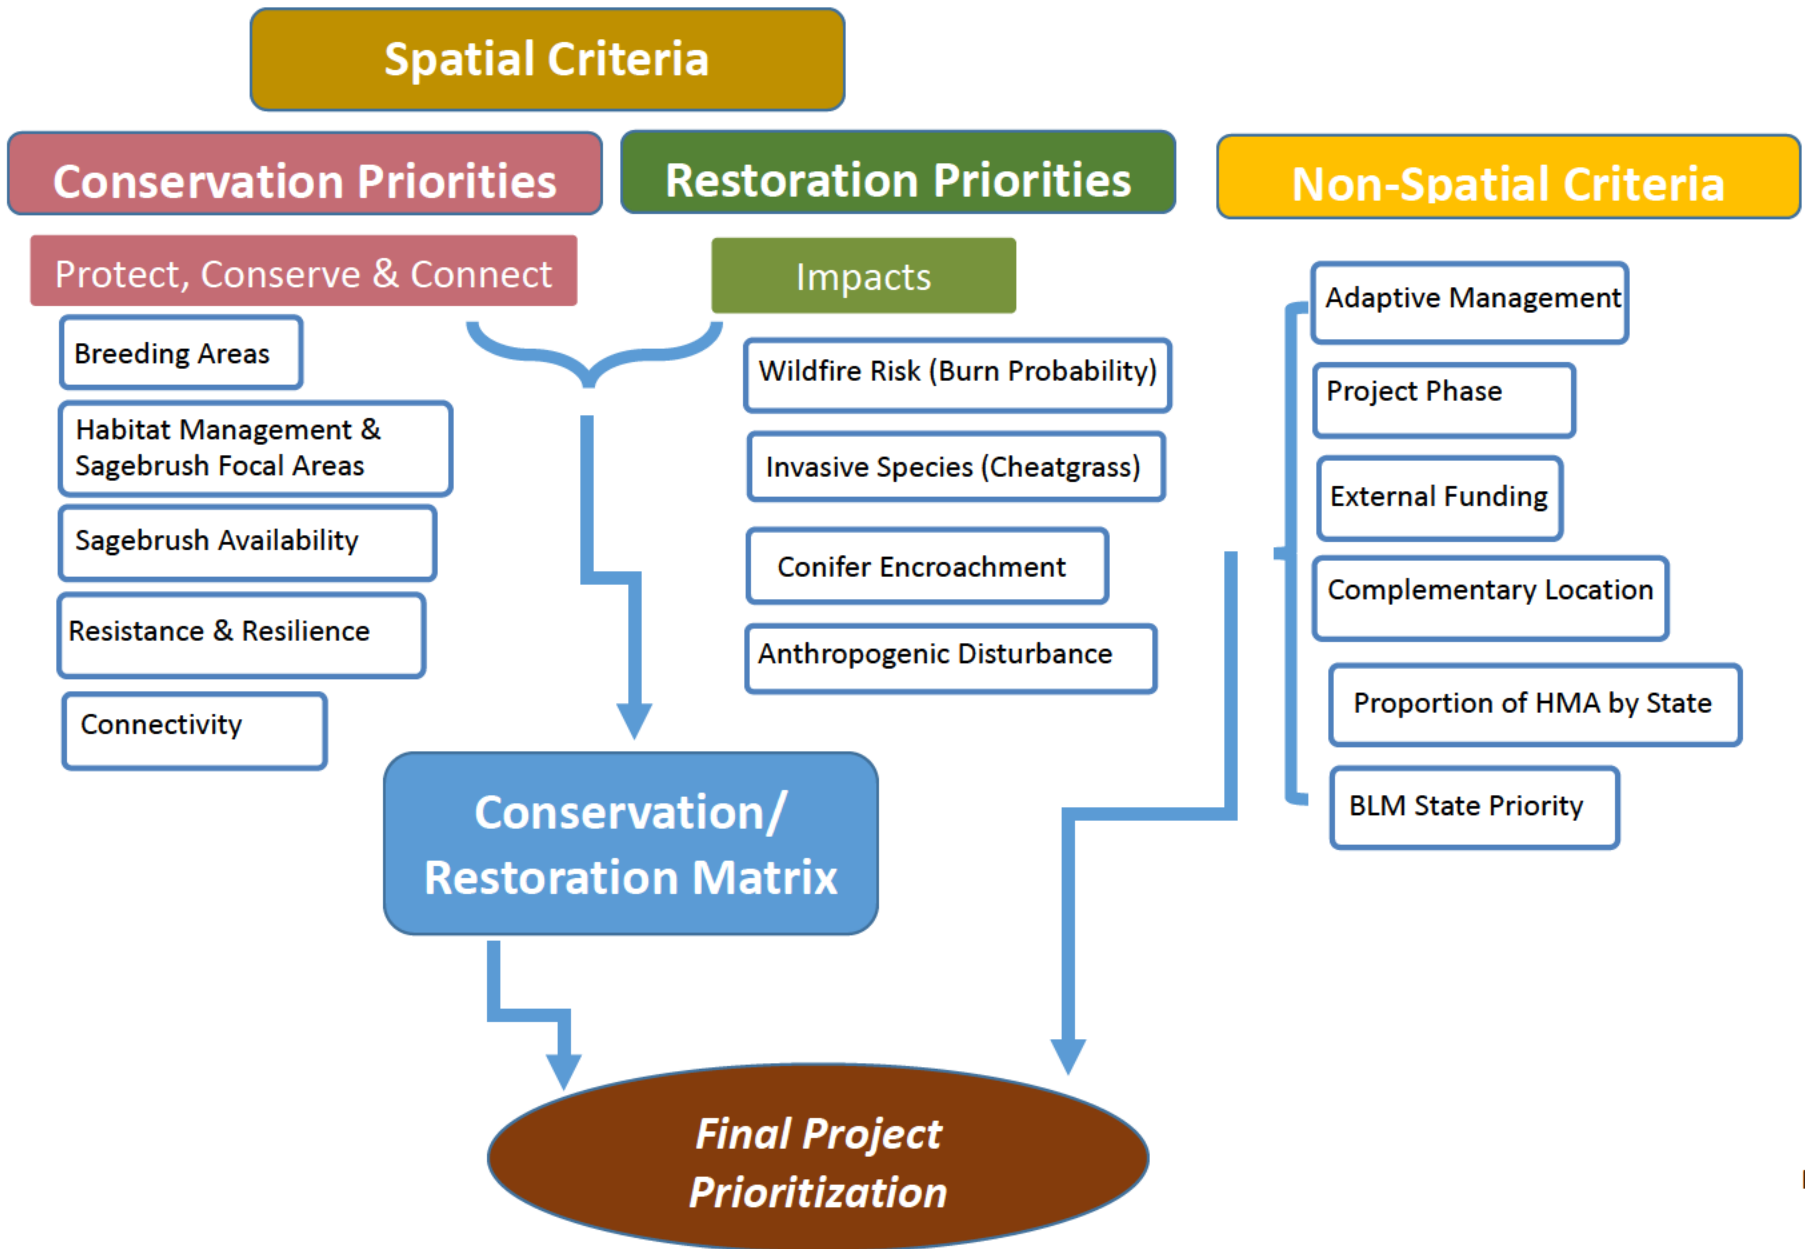 Spatial Criteria
Conservation Priorities
Protect, Conserve & Connect
Breeding Areas
Habitat Management &
Sagebrush Focal Areas
Sagebrush Availability
Resistance & Resilience
Connectivity
Restoration Priorities
Impacts
Wildfire Risk (Burn Probability)
Invasive Species (Cheatgrass)
Conifer Encroachment
Anthropogenic Disturbance
Non-Spatial Criteria
Adaptive Management
Project Phase
External Funding
Complementary Location
Proportion of HMA by State
BLM State Priority
Conservation/
Restoration Matrix
Final Project
Prioritization